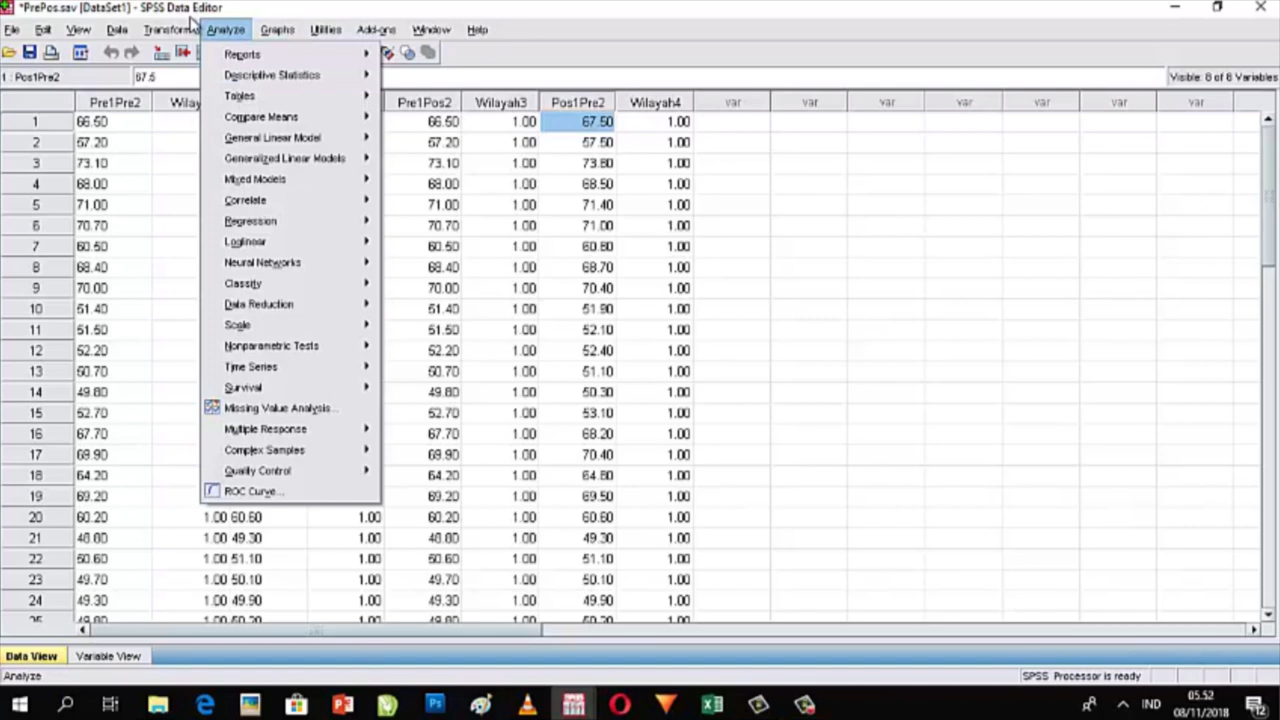 *PrePos.sav [DataSet1] - SPSS Data Editor
File Edit View Data Transform Analyze Graphs Utilities Add-ons Window Help
1 : Pos1Pre2 67.5 Visible: 8 of 8 Variables
Pre1Pre2 Pre1Pos2 Wilayah3 Pos1Pre2 Wilayah4 var var var var var var var
1 66.50 66.50 1.00 67.50 1.00
2 57.20 57.20 1.00 57.50 1.00
3 73.10 73.10 1.00 73.80 1.00
4 68.00 68.00 1.00 68.50 1.00
5 71.00 71.00 1.00 71.40 1.00
6 70.70 70.70 1.00 71.00 1.00
7 60.50 60.50 1.00 60.80 1.00
8 68.40 68.40 1.00 68.70 1.00
9 70.00 70.00 1.00 70.40 1.00
10 51.40 51.40 1.00 51.90 1.00
11 51.50 51.50 1.00 52.10 1.00
12 52.20 52.20 1.00 52.40 1.00
13 50.70 50.70 1.00 51.10 1.00
14 49.80 49.80 1.00 50.30 1.00
15 52.70 52.70 1.00 53.10 1.00
16 67.70 67.70 1.00 68.20 1.00
17 69.90 69.90 1.00 70.40 1.00
18 64.20 64.20 1.00 64.80 1.00
19 69.20 69.20 1.00 69.50 1.00
20 60.20 1.00 60.60 1.00 60.20 1.00 60.60 1.00
21 48.80 1.00 49.30 1.00 48.80 1.00 49.30 1.00
22 50.60 1.00 51.10 1.00 50.60 1.00 51.10 1.00
23 49.70 1.00 50.10 1.00 49.70 1.00 50.10 1.00
24 49.30 1.00 49.90 1.00 49.30 1.00 49.90 1.00
Reports
Descriptive Statistics
Tables
Compare Means
General Linear Model
Generalized Linear Models
Mixed Models
Correlate
Regression
Loglinear
Neural Networks
Classify
Data Reduction
Scale
Nonparametric Tests
Time Series
Survival
Missing Value Analysis...
Multiple Response
Complex Samples
Quality Control
ROC Curve...
Data View Variable View
Analyze SPSS Processor is ready
IND
05.52
08/11/2018
12